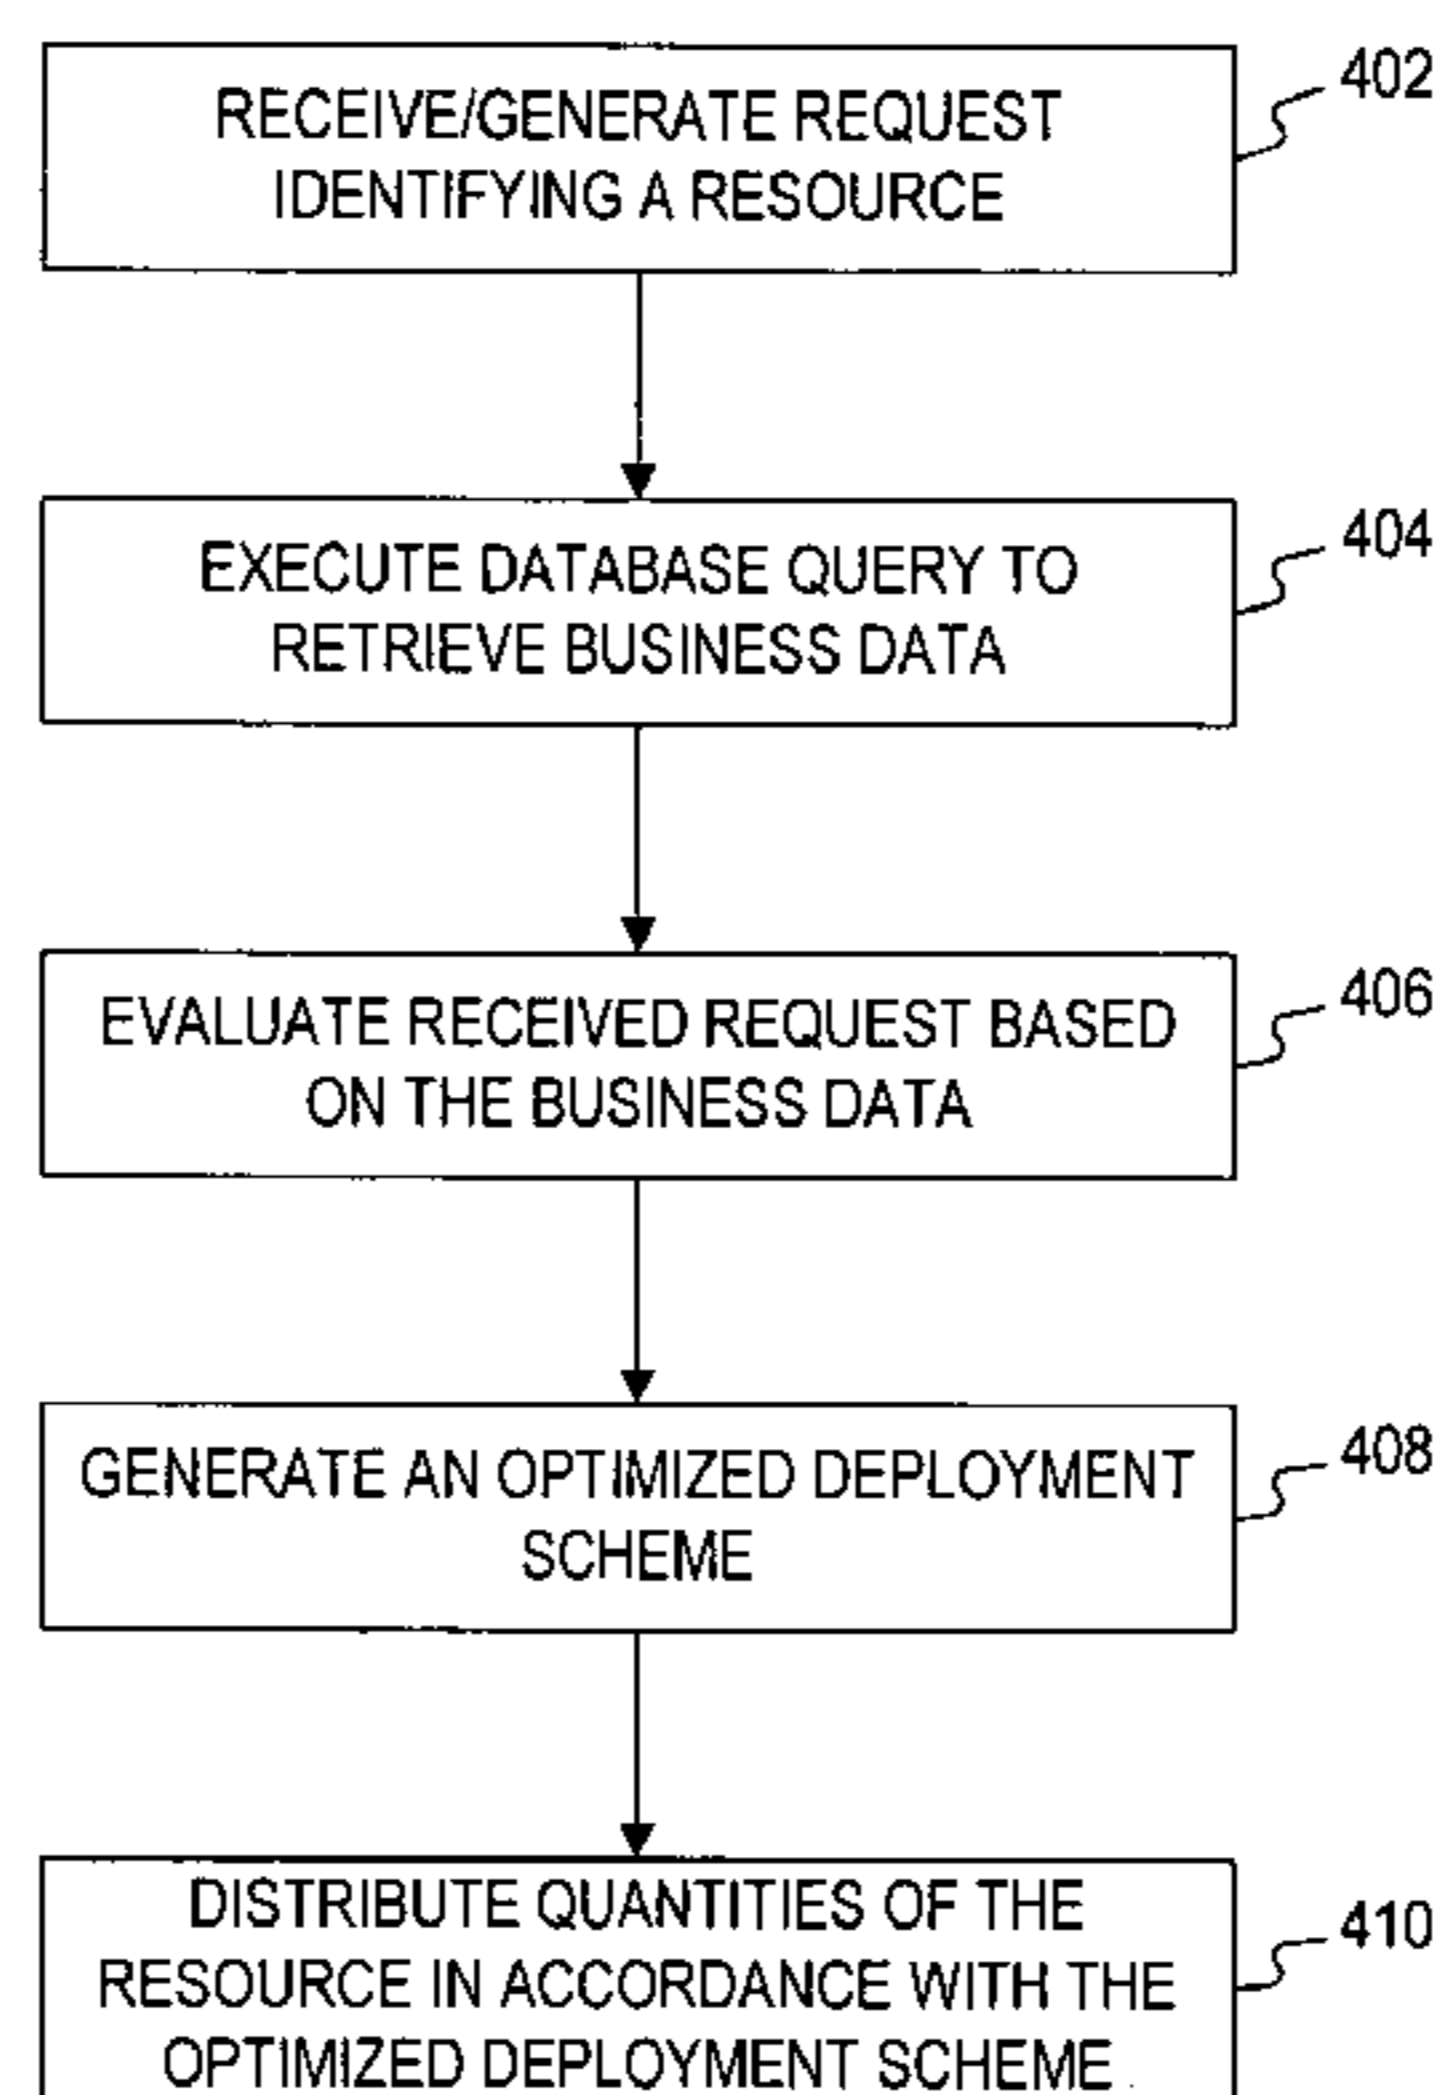 RECEIVE/GENERATE REQUEST
IDENTIFYING A RESOURCE
402
EXECUTE DATABASE QUERY TO
RETRIEVE BUSINESS DATA
404
EVALUATE RECEIVED REQUEST BASED
ON THE BUSINESS DATA
406
GENERATE AN OPTIMIZED DEPLOYMENT
SCHEME
408
DISTRIBUTE QUANTITIES OF THE
RESOURCE IN ACCORDANCE WITH THE
OPTIMIZED DEPLOYMENT SCHEME
410